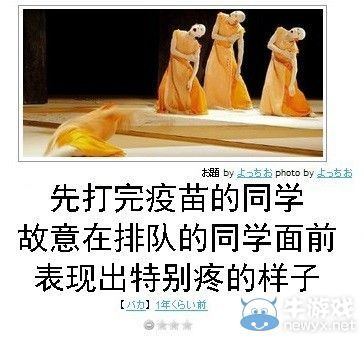 お題 by よっちお photo by よっちお
先打完疫苗的同学
故意在排队的同学面前
表现出特别疼的样子
【バカ】1年くらい前
牛游戏
newyx.net